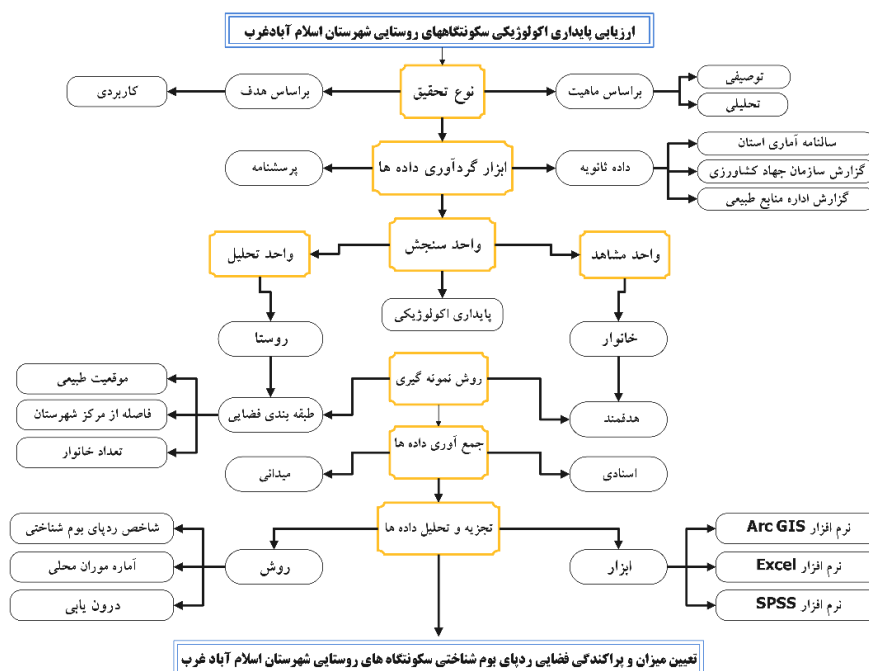 ارزیابی پایداری اکولوژیکی سکونتگاههای روستایی شهرستان اسلام آبادغرب
نوع تحقیق
براساس ماهیت
توصیفی
تحلیلی
براساس هدف
کاربردی
ابزار گردآوری داده ها
داده ثانویه
سالنامه آماری استان
گزارش سازمان جهاد کشاورزی
گزارش اداره منابع طبیعی
پرسشنامه
واحد سنجش
واحد مشاهد
واحد تحلیل
پایداری اکولوژیکی
خانوار
روستا
روش نمونه گیری
هدفمند
طبقه بندی فضایی
موقعیت طبیعی
فاصله از مرکز شهرستان
تعداد خانوار
جمع آوری داده ها
اسنادی
میدانی
تجزیه و تحلیل داده ها
ابزار
نرم افزار Arc GIS
نرم افزار Excel
نرم افزار SPSS
روش
شاخص ردپای بوم شناختی
آماره موران محلی
درون یابی
تعیین میزان و پراکندگی فضایی ردپای بوم شناختی سکونتگاه های روستایی شهرستان اسلام آباد غرب